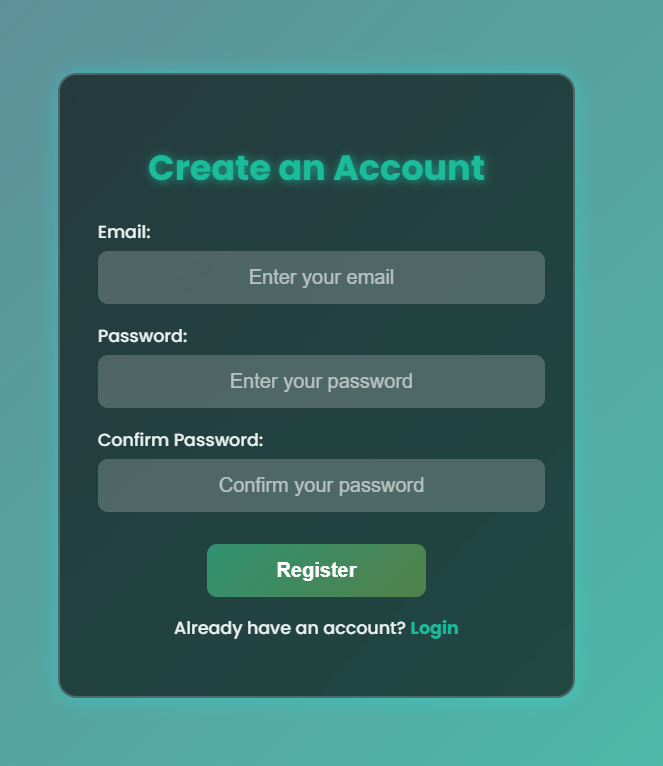 Create an Account
Email:
Enter your email
Password:
Enter your password
Confirm Password:
Confirm your password
Register
Already have an account? Login